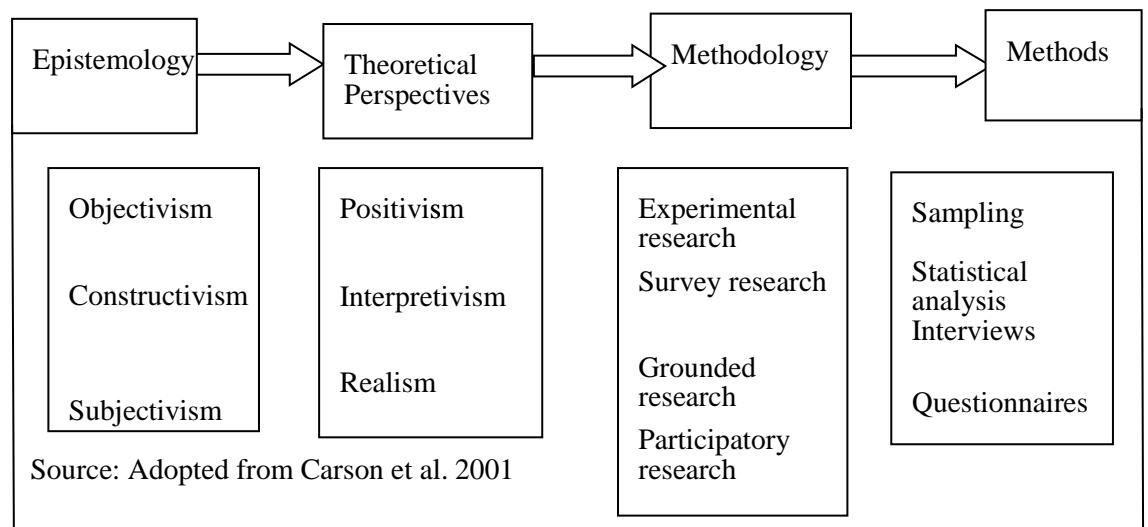 Epistemology
Theoretical
Perspectives
Methodology
Methods
Objectivism
Constructivism
Subjectivism
Positivism
Interpretivism
Realism
Experimental
research
Survey research
Grounded
research
Participatory
research
Sampling
Statistical
analysis
Interviews
Questionnaires
Source: Adopted from Carson et al. 2001